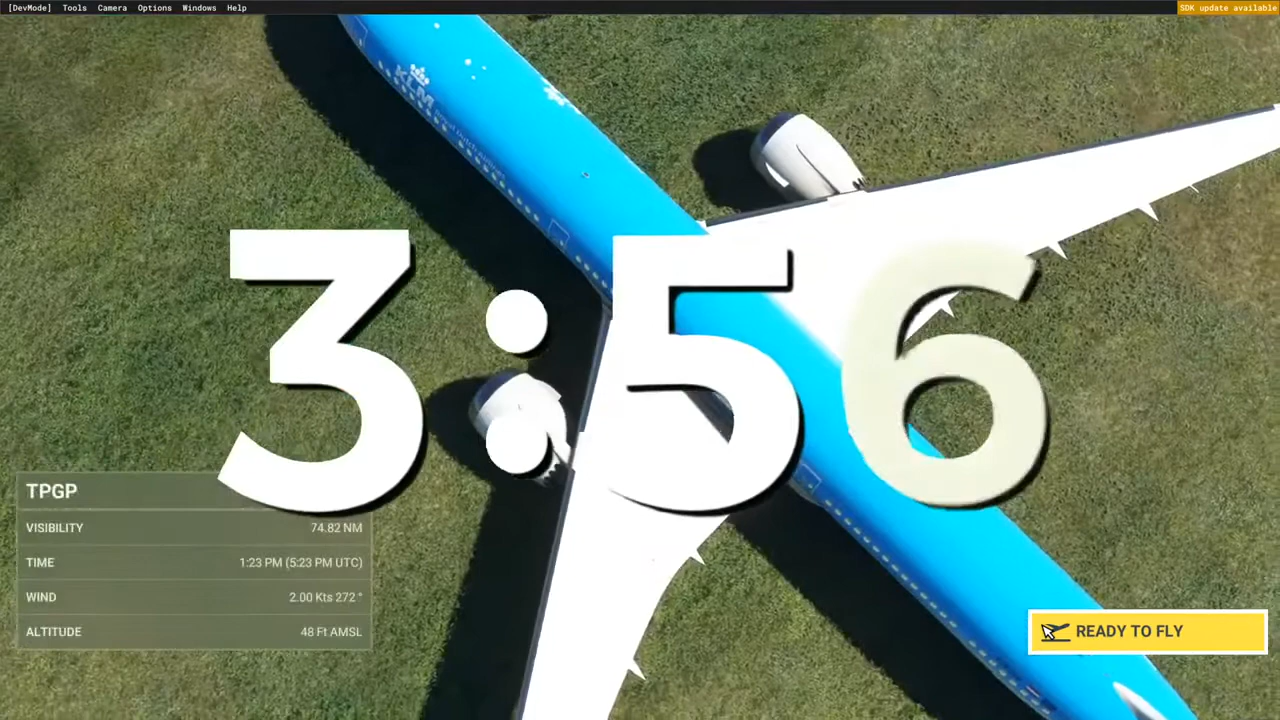 [DevMode] Tools Camera Options Windows Help
SDK update available
KLM
3:56
TPGP
VISIBILITY 74.82 NM
TIME 1:23 PM (5:23 PM UTC)
WIND 2.00 Kts 272 °
ALTITUDE 48 Ft AMSL
READY TO FLY